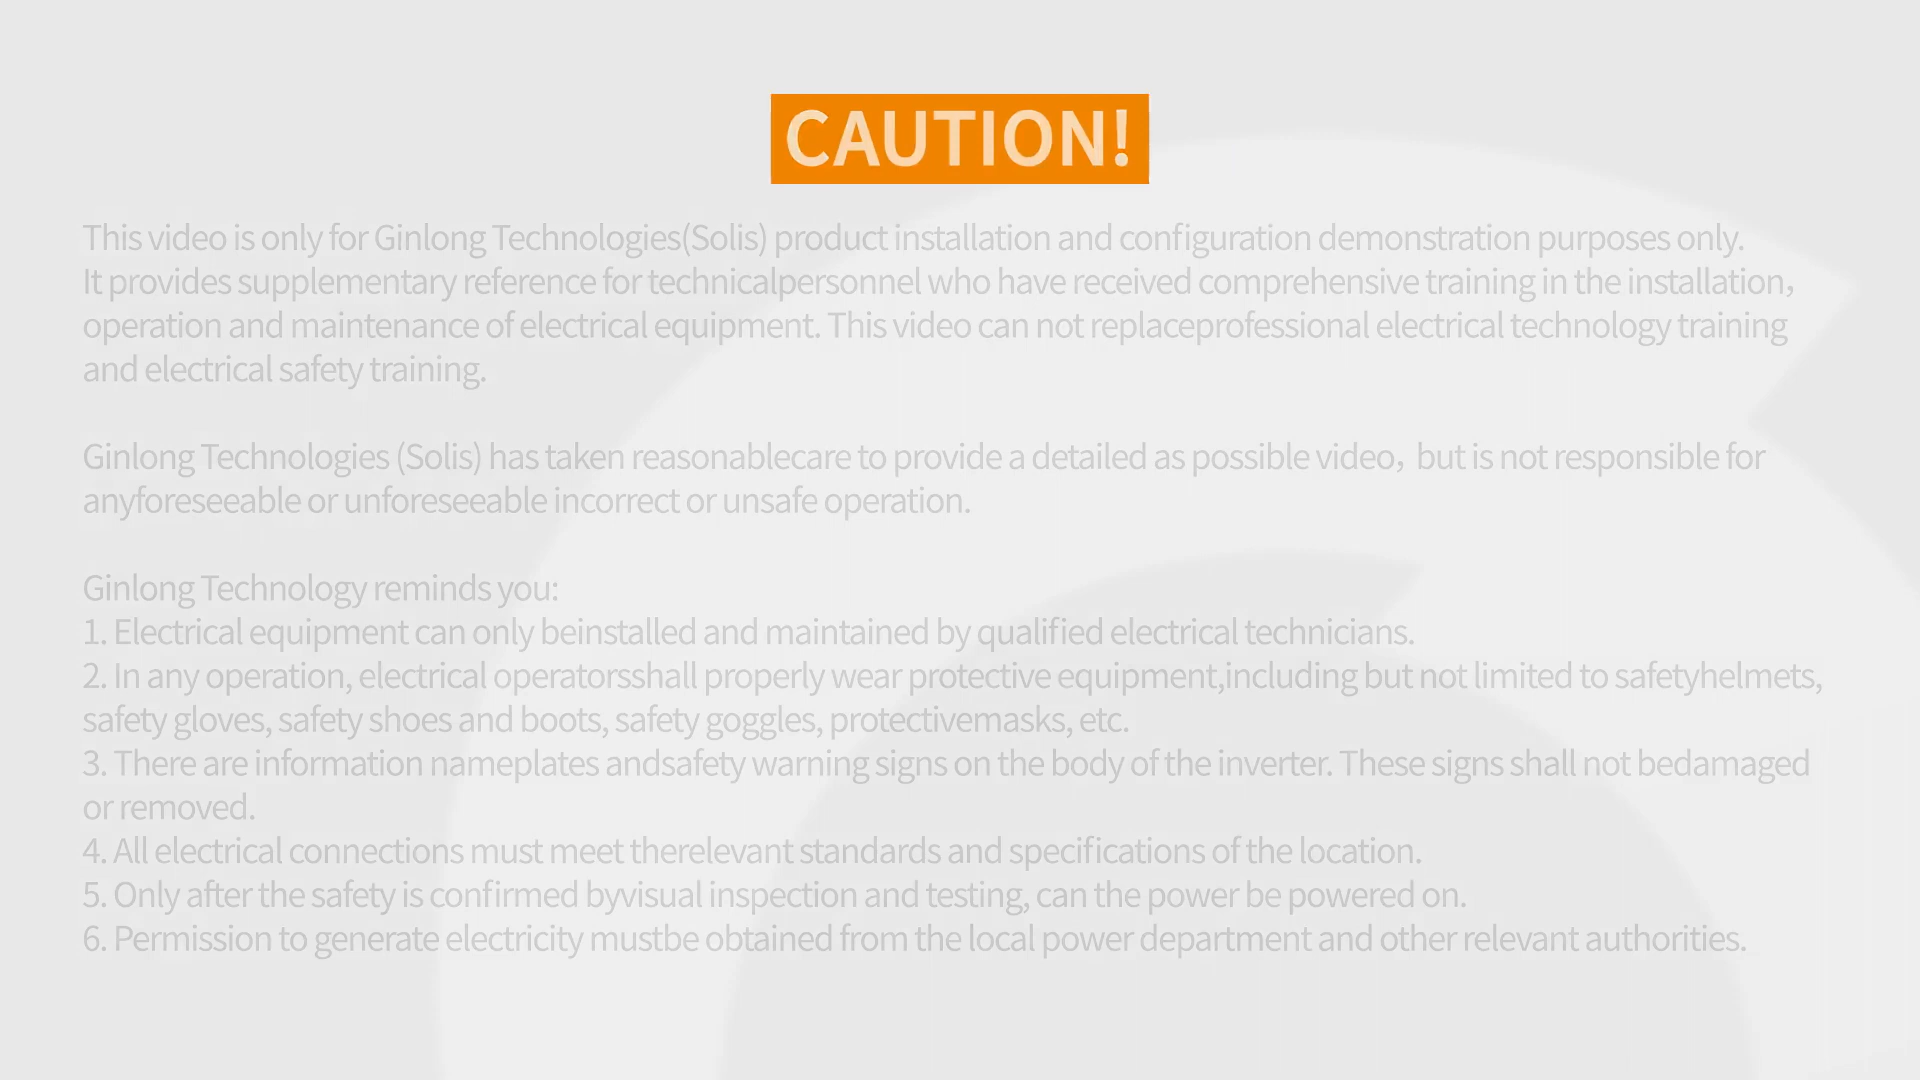 CAUTION!
This video is only for Ginlong Technologies(Solis) product installation and configuration demonstration purposes only.
It provides supplementary reference for technicalpersonnel who have received comprehensive training in the installation，
operation and maintenance of electrical equipment. This video can not replaceprofessional electrical technology training
and electrical safety training.
Ginlong Technologies (Solis) has taken reasonablecare to provide a detailed as possible video，but is not responsible for
anyforeseeable or unforeseeable incorrect or unsafe operation.
Ginlong Technology reminds you:
1. Electrical equipment can only beinstalled and maintained by qualified electrical technicians.
2. In any operation, electrical operatorsshall properly wear protective equipment,including but not limited to safetyhelmets,
safety gloves, safety shoes and boots, safety goggles, protectivemasks, etc.
3. There are information nameplates andsafety warning signs on the body of the inverter. These signs shall not bedamaged
or removed.
4. All electrical connections must meet therelevant standards and specifications of the location.
5. Only after the safety is confirmed byvisual inspection and testing, can the power be powered on.
6. Permission to generate electricity mustbe obtained from the local power department and other relevant authorities.